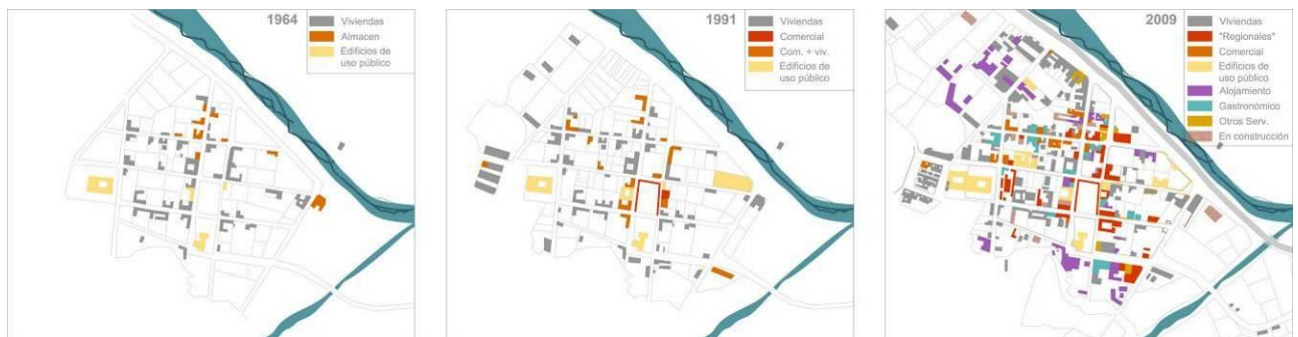 1964
Viviendas
Almacen
Edificios de
uso público
1991
Viviendas
Comercial
Com. + viv.
Edificios de
uso público
2009
Viviendas
"Regionales"
Comercial
Edificios de
uso público
Alojamiento
Gastronómico
Otros Serv.
En construcción